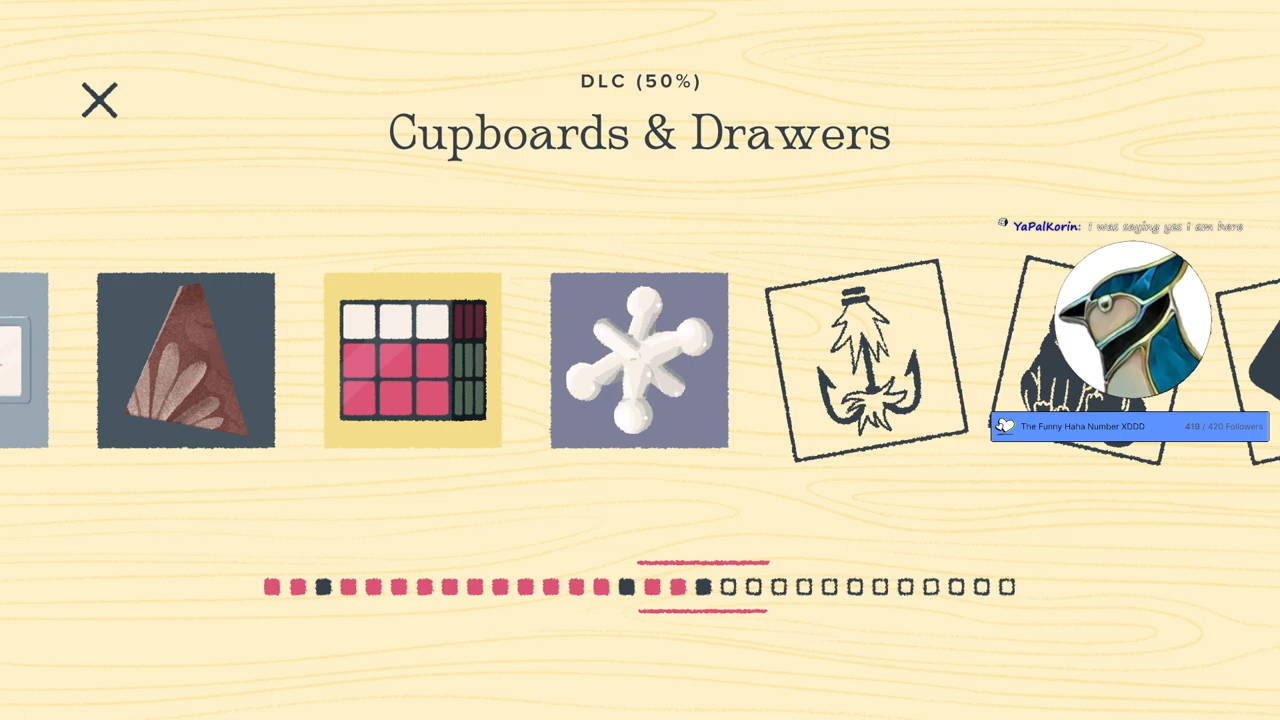 DLC (50%)
Cupboards & Drawers
YaPalKorin: i was saying yes i am here
The Funny Haha Number XDDD 419 / 420 Followers